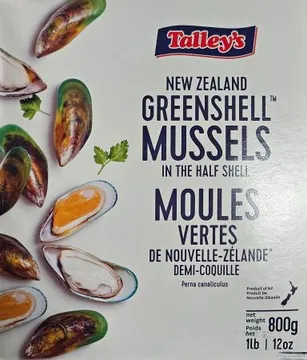 Talley's
NEW ZEALAND
GREENSHELL™
MUSSELS
IN THE HALF SHELL
MOULES
VERTES
DE NOUVELLE-ZÉLANDE
DEMI-COQUILLE
Perna canaliculus
Product of NZ
Produit De
Nouvelle-Zélande
net
weight
Poids
net
800g
1lb | 12oz